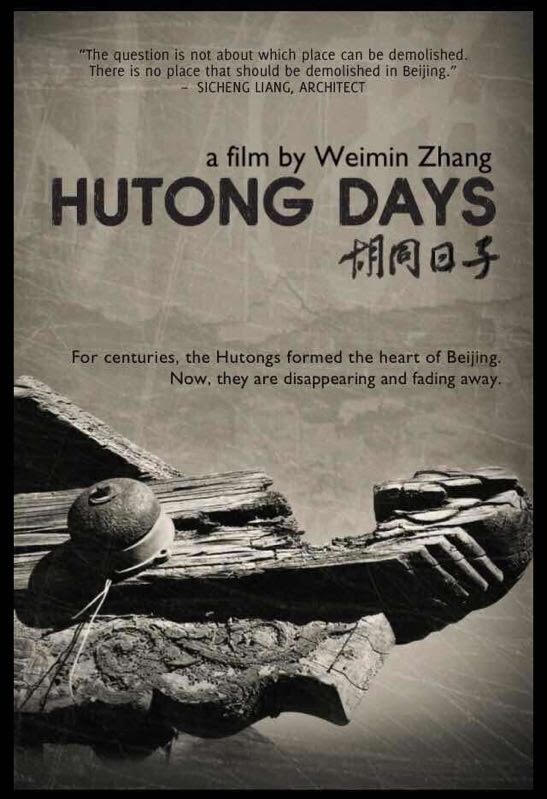 "The question is not about which place can be demolished.
There is no place that should be demolished in Beijing."
– SICHENG LIANG, ARCHITECT
a film by Weimin Zhang
HUTONG DAYS
胡同日子
For centuries, the Hutongs formed the heart of Beijing.
Now, they are disappearing and fading away.